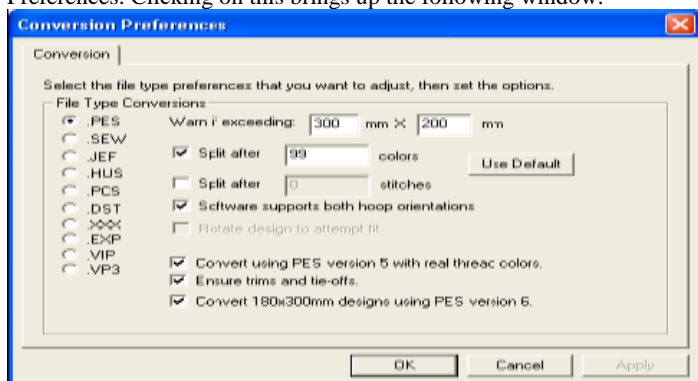 Preferences. Clicking on this brings up the following window:
Conversion Preferences
Conversion
Select the file type preferences that you want to adjust, then set the options.
File Type Conversions
.PES
Warn if exceeding: 300 mm X 200 mm
.SEW
.JEF
Split after 99 colors
Use Default
.HUS
.PCS
Split after 0 stitches
.DST
Software supports both hoop orientations
.XXX
Rotate design to attempt fit.
.EXP
.VIP
Convert using PES version 5 with real thread colors.
.VP3
Ensure trims and tie-offs.
Convert 180x300mm designs using PES version 6.
OK Cancel Apply